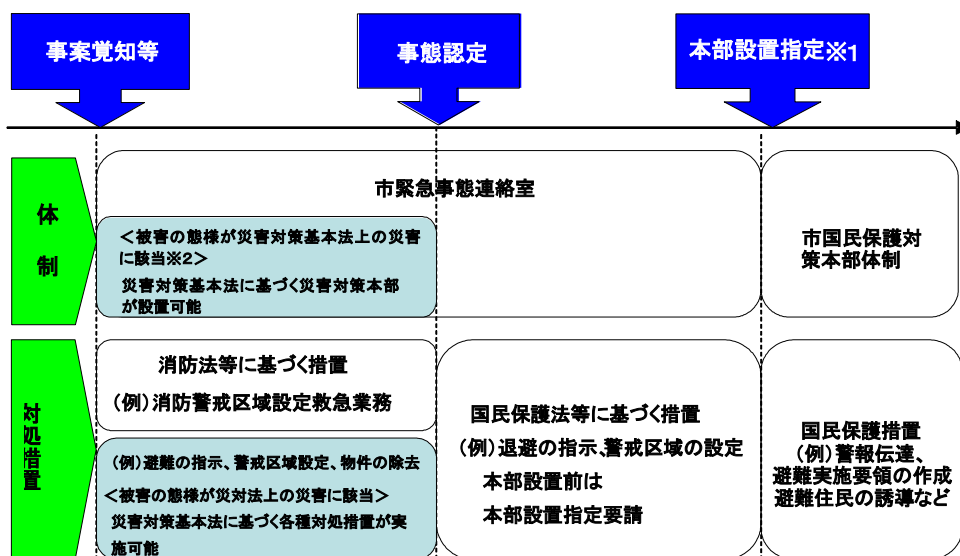 事案覚知等
事態認定
本部設置指定※1
体
制
市緊急事態連絡室
＜被害の態様が災害対策基本法上の災害
に該当※2＞
災害対策基本法に基づく災害対策本部
が設置可能
市国民保護対
策本部体制
対処措置
消防法等に基づく措置
（例）消防警戒区域設定救急業務
（例）避難の指示、警戒区域設定、物件の除去
＜被害の態様が災対法上の災害に該当＞
災害対策基本法に基づく各種対処措置が実
施可能
国民保護法等に基づく措置
（例）退避の指示、警戒区域の設定
本部設置前は
本部設置指定要請
国民保護措置
（例）警報伝達、
避難実施要領の作成
避難住民の誘導など